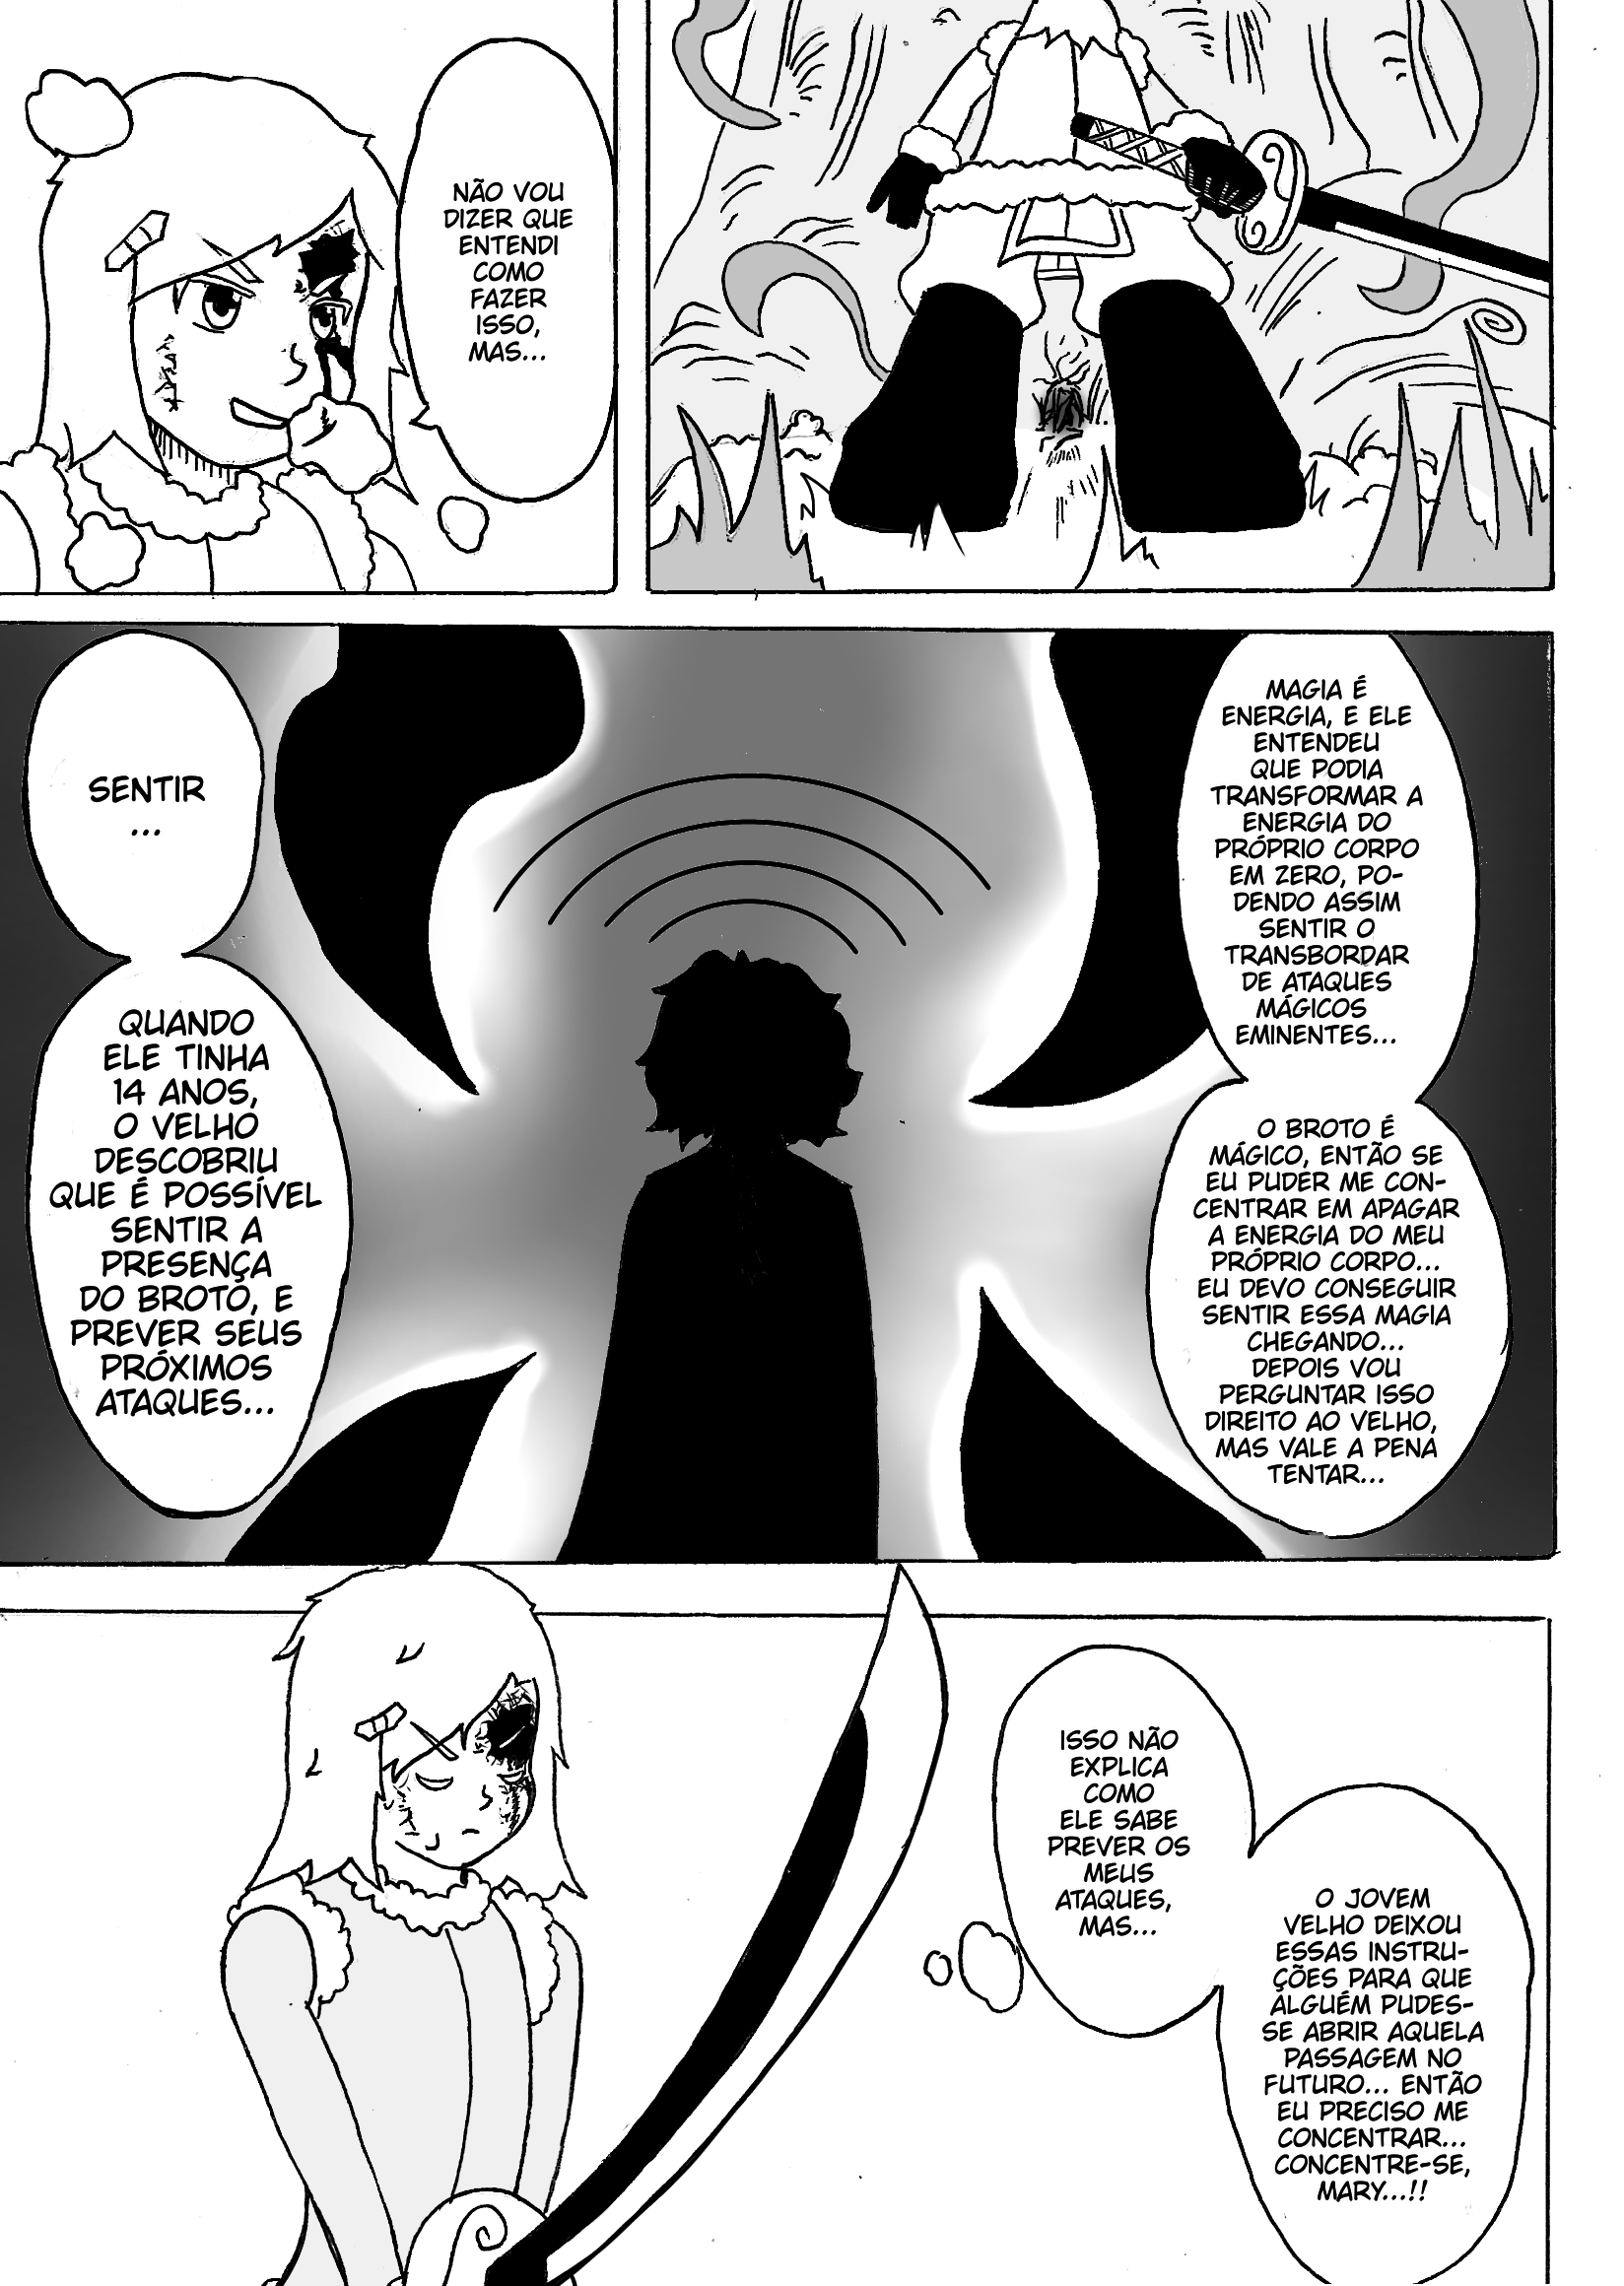 NÃO VOU
DIZER QUE
ENTENDI
COMO
FAZER
ISSO,
MAS...
MAGIA É
ENERGIA, E ELE
ENTENDEU
QUE PODIA
TRANSFORMAR A
ENERGIA DO
PRÓPRIO CORPO
EM ZERO, PO-
DENDO ASSIM
SENTIR O
TRANSBORDAR
DE ATAQUES
MÁGICOS
EMINENTES...
O BROTO É
MÁGICO, ENTÃO SE
EU PUDER ME CON-
CENTRAR EM APAGAR
A ENERGIA DO MEU
PRÓPRIO CORPO...
EU DEVO CONSEGUIR
SENTIR ESSA MAGIA
CHEGANDO...
DEPOIS VOU
PERGUNTAR ISSO
DIREITO AO VELHO,
MAS VALE A PENA
TENTAR...
SENTIR
...
QUANDO
ELE TINHA
14 ANOS,
O VELHO
DESCOBRIU
QUE É POSSÍVEL
SENTIR A
PRESENÇA
DO BROTO, E
PREVER SEUS
PRÓXIMOS
ATAQUES...
ISSO NÃO
EXPLICA
COMO
ELE SABE
PREVER OS
MEUS
ATAQUES,
MAS...
O JOVEM
VELHO DEIXOU
ESSAS INSTRU-
ÇÕES PARA QUE
ALGUÉM PUDES-
SE ABRIR AQUELA
PASSAGEM NO
FUTURO... ENTÃO
EU PRECISO ME
CONCENTRAR...
CONCENTRE-SE,
MARY...!!